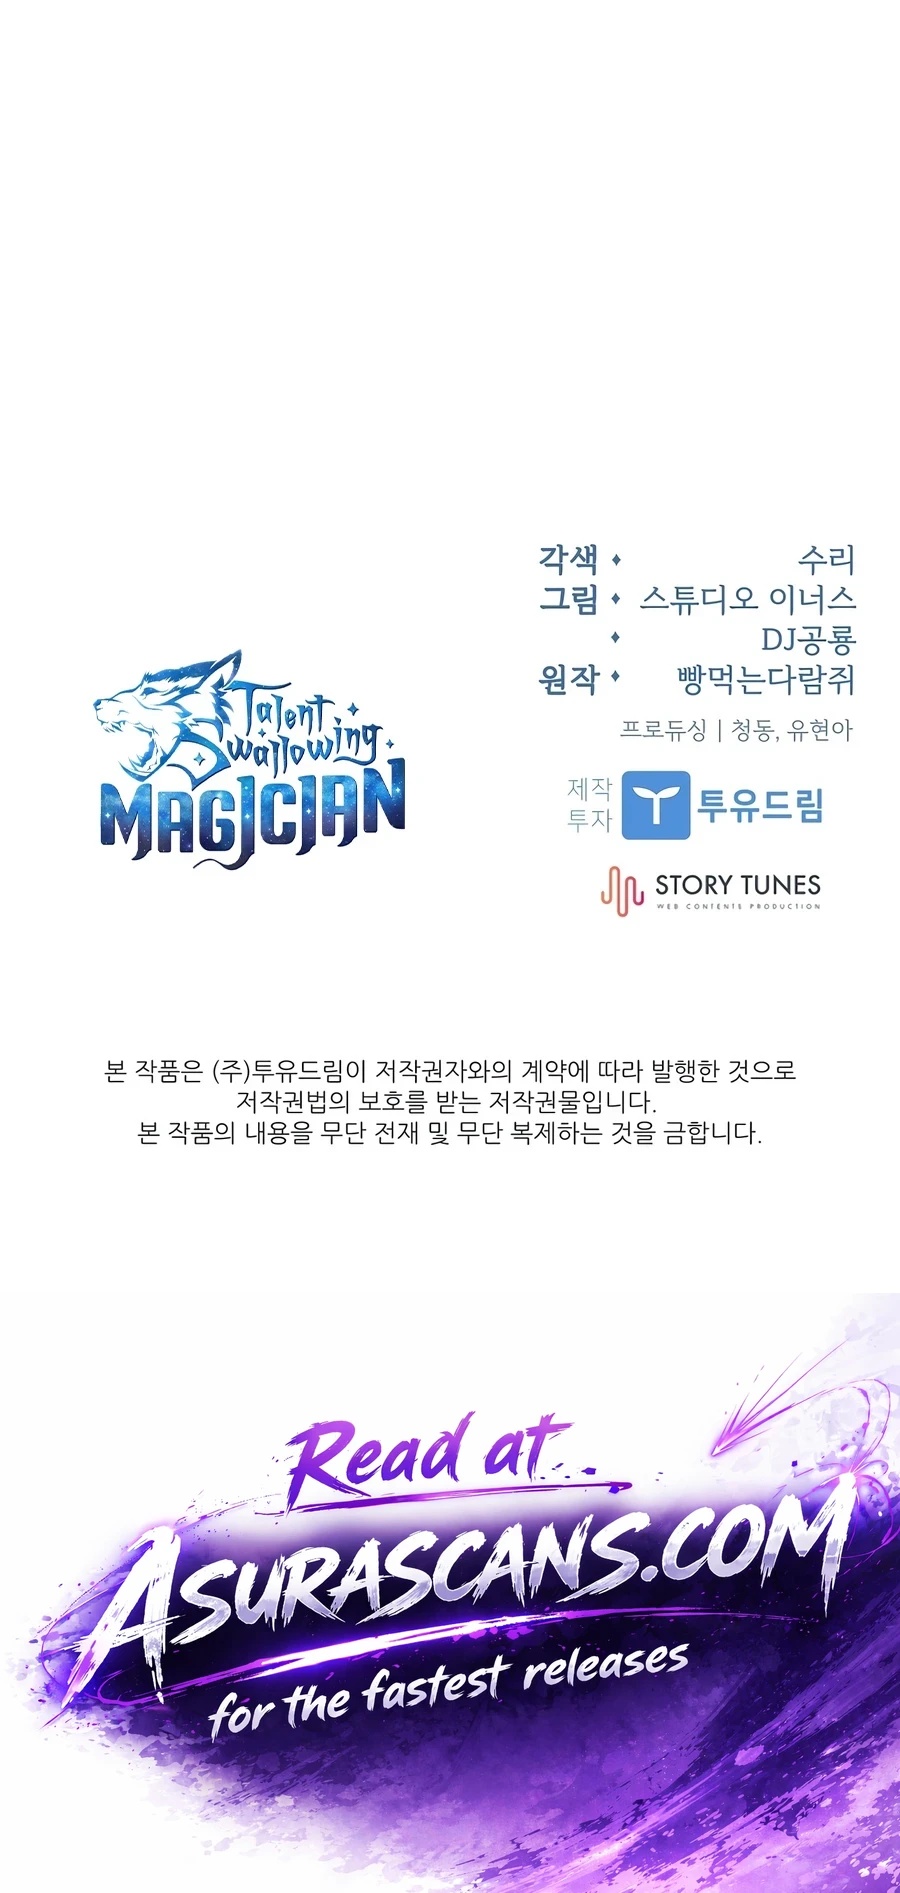 Talent
Swallowing
MAGICIAN
각색 ♦ 수리
그림 ♦ 스튜디오 이너스
♦ DJ공룡
원작 ♦ 빵먹는다람쥐
프로듀싱 | 청동, 유현아
제작
투자
투유드림
STORY TUNES
WEB CONTENTS PRODUCTION
본 작품은 (주)투유드림이 저작권자와의 계약에 따라 발행한 것으로
저작권법의 보호를 받는 저작권물입니다.
본 작품의 내용을 무단 전재 및 무단 복제하는 것을 금합니다.
Read at
ASURASCANS.COM
for the fastest releases